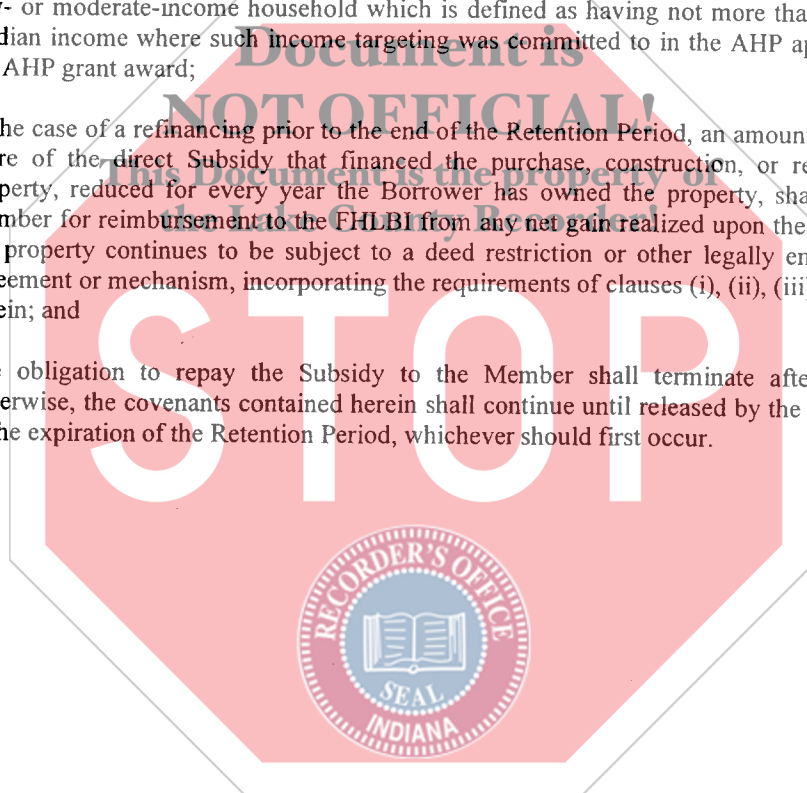 y- or moderate-income household which is defined as having not more tha
dian income where such income targeting was committed to in the AHP ap
AHP grant award;
Document is
NOT OFFICIAL!
This Document is the property of
the Lake County Recorder!
he case of a refinancing prior to the end of the Retention Period, an amoun
re of the direct Subsidy that financed the purchase, construction, or re
perty, reduced for every year the Borrower has owned the property, sha
mber for reimbursement to the FHLBI from any net gain realized upon the
property continues to be subject to a deed restriction or other legally en
eement or mechanism, incorporating the requirements of clauses (i), (ii), (iii)
ein; and
obligation to repay the Subsidy to the Member shall terminate afte
erwise, the covenants contained herein shall continue until released by the
he expiration of the Retention Period, whichever should first occur.
STOP
RECORDER'S OFFICE
SEAL
INDIANA